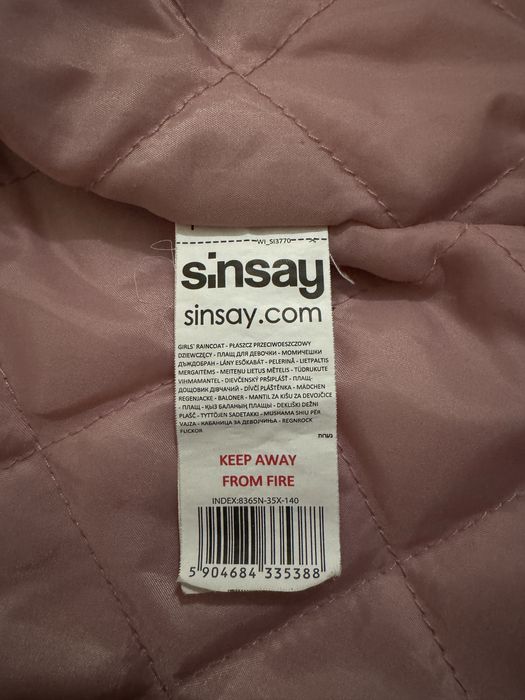 WI_SI3770
sinsay
sinsay.com
GIRLS' RAINCOAT - PŁASZCZ PRZECIWDESZCZOWY
DZIEWCZĘCY - ПЛАЩ ДЛЯ ДЕВОЧКИ - МОМИЧЕШКИ
ДЪЖДОБРАН - LÁNY ESŐKABÁT - PELERINĂ - LIETPALTIS
MERGAITĖMS - MEITEŅU LIETUS MĒTELIS - TÜDRUKUTE
VIHMAMANTEL - DIEVČENSKÝ PRŠIPLÁŠŤ - ПЛАЩ-
ДОЩОВИК ДІВЧАЧИЙ - DÍVČÍ PLÁŠTĚNKA - MÄDCHEN
REGENJACKE - BALONER - MANTIL ZA KIŠU ZA DEVOJČICE
- ПЛАЩ - ҚЫЗ БАЛАНЫҢ ПЛАЩЫ - DEKLIŠKI DEŽNI
PLAŠČ - TYTTÖJEN SADETAKKI - MUSHAMA SHIU PËR
VAJZA - КАБАНИЦА ЗА ДЕВОЈЧИЊА - REGNROCK
FLICKOR
נערות
KEEP AWAY
FROM FIRE
INDEX:8365N-35X-140
5 904684 335388